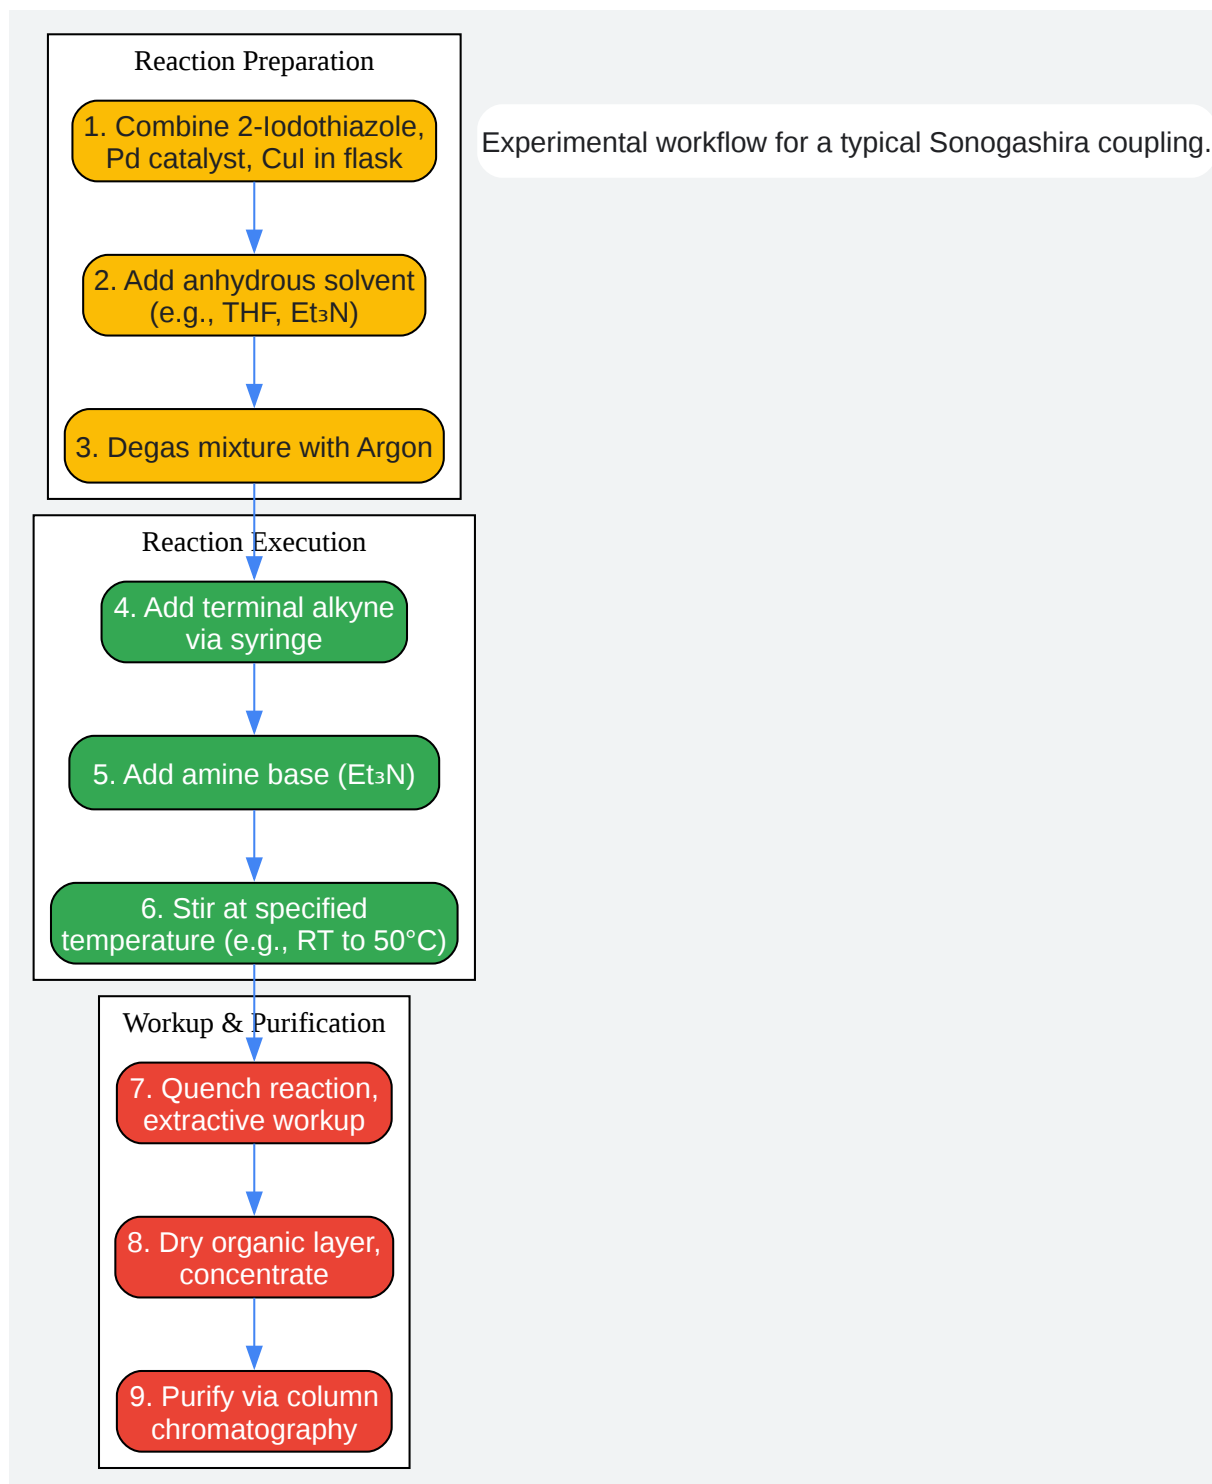 Reaction Preparation
1. Combine 2-Iodothiazole,
Pd catalyst, CuI in flask
Experimental workflow for a typical Sonogashira coupling.
2. Add anhydrous solvent
(e.g., THF, Et₃N)
3. Degas mixture with Argon
Reaction Execution
4. Add terminal alkyne
via syringe
5. Add amine base (Et₃N)
6. Stir at specified
temperature (e.g., RT to 50°C)
Workup & Purification
7. Quench reaction,
extractive workup
8. Dry organic layer,
concentrate
9. Purify via column
chromatography